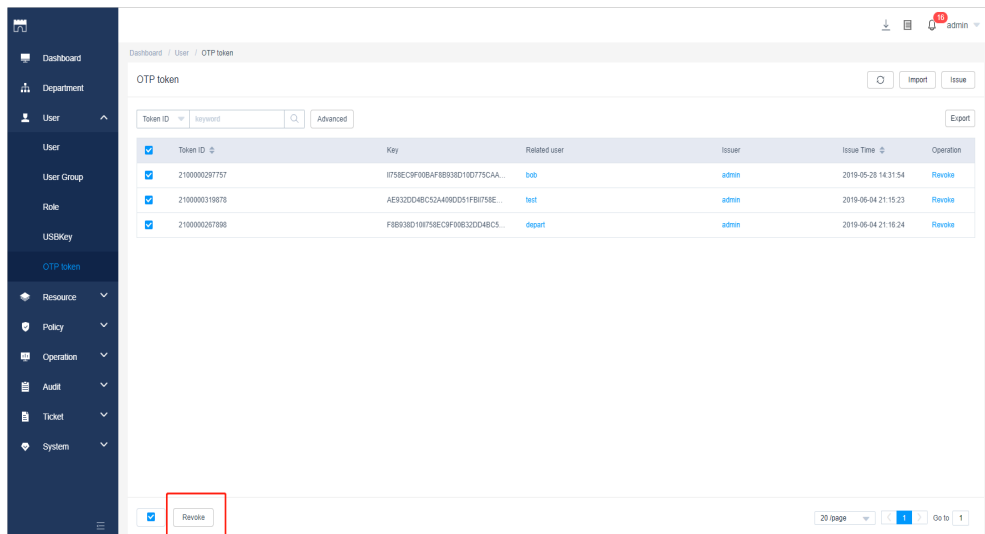 16
admin
Dashboard
Department
User
User
User Group
Role
USBKey
OTP token
Resource
Policy
Operation
Audit
Ticket
System
Dashboard / User / OTP token
OTP token
Import
Issue
Token ID
keyword
Advanced
Export
Token ID Key Related user Issuer Issue Time Operation
2100000297757 II758EC9F00BAF8B938D10D775CAA... bob admin 2019-05-28 14:31:54 Revoke
2100000319878 AE932DD4BC52A409DD51FBII758E... test admin 2019-06-04 21:15:23 Revoke
2100000267898 F8B938D10II758EC9F00B32DD4BC5... depart admin 2019-06-04 21:16:24 Revoke
Revoke
20 /page
1
Go to 1